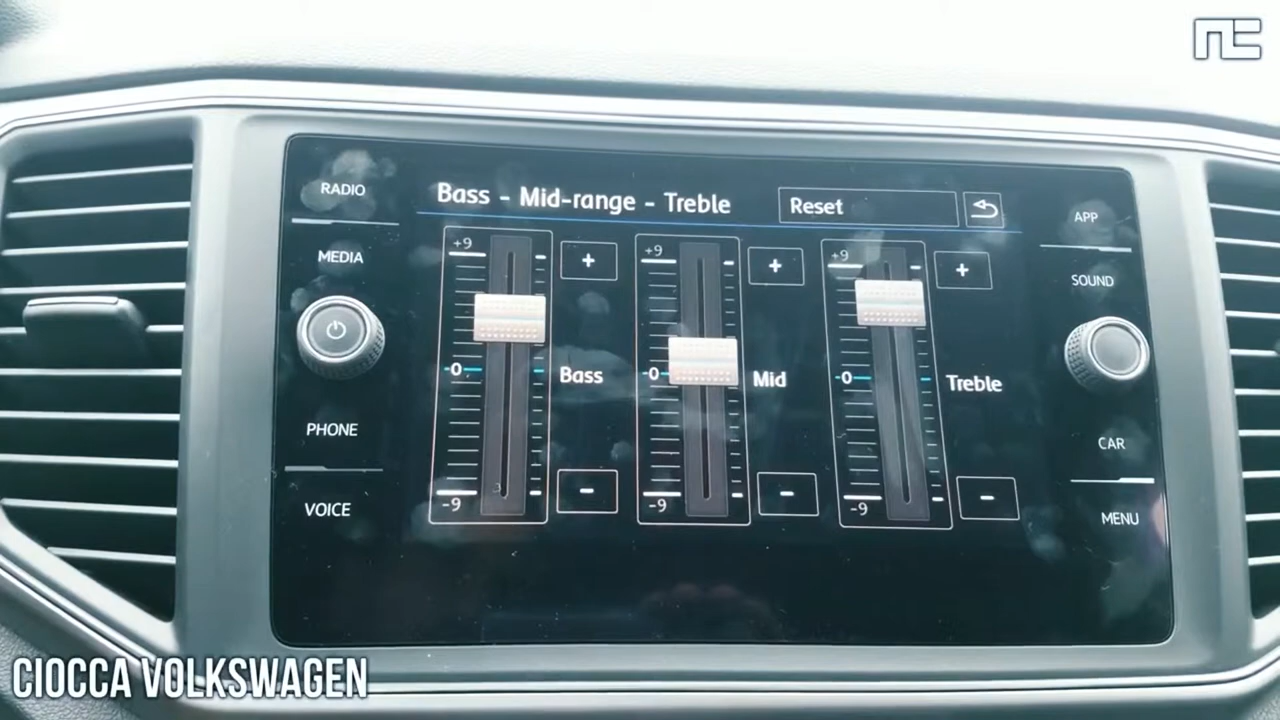 RADIO
MEDIA
PHONE
VOICE
Bass - Mid-range - Treble
Reset
+9
-0
-9
+
Bass
-
+9
-0
-9
+
Mid
-
+9
-0
-9
+
Treble
-
APP
SOUND
CAR
MENU
CIOCCA VOLKSWAGEN